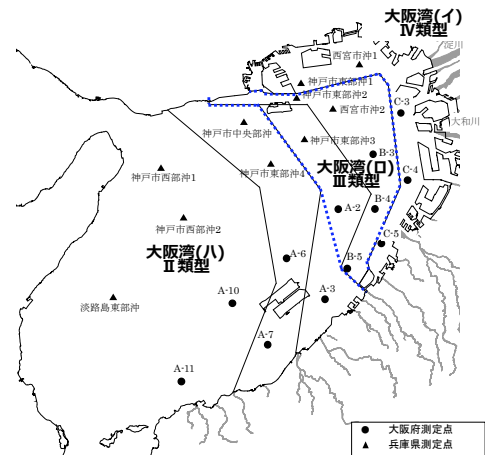 大阪湾(イ)
Ⅳ類型
淀川
西宮市沖1
神戸市東部沖1
神戸市東部沖2
西宮市沖2
C-3
大和川
神戸市中央部沖
神戸市東部沖3
B-3
神戸市西部沖1
神戸市東部沖4
大阪湾(ロ)
Ⅲ類型
C-4
A-2
B-4
神戸市西部沖2
C-5
大阪湾(ハ)
Ⅱ類型
A-6
B-5
淡路島東部沖
A-10
A-3
A-7
A-11
● 大阪府測定点
▲ 兵庫県測定点